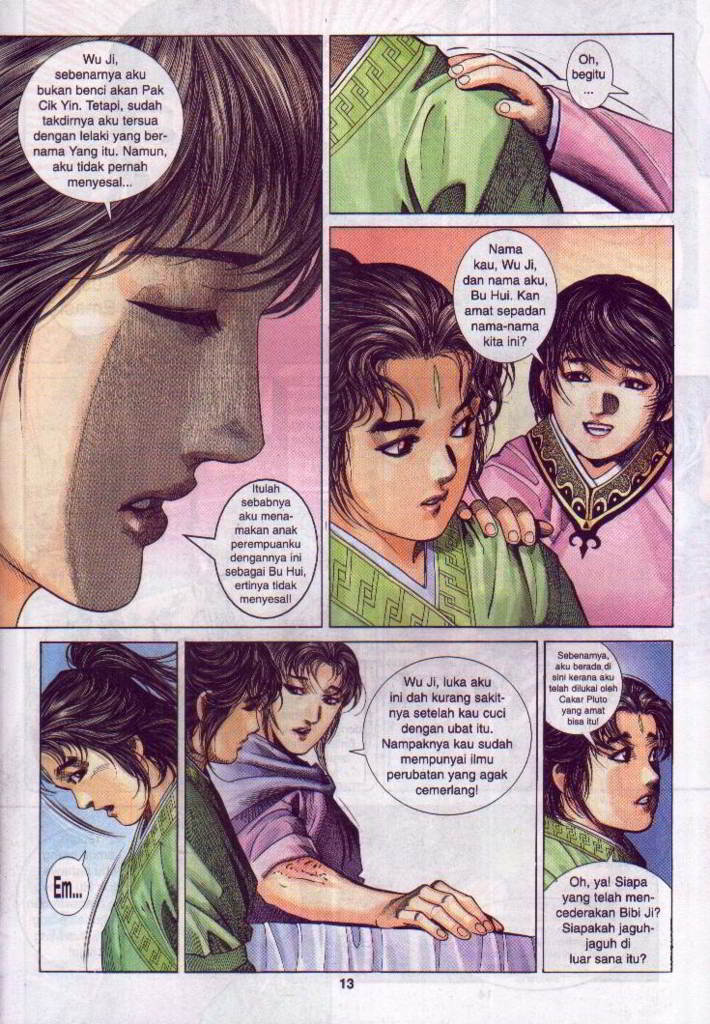 Wu Ji,
sebenarnya aku
bukan benci akan Pak
Cik Yin. Tetapi, sudah
takdirnya aku tersua
dengan lelaki yang ber-
nama Yang itu. Namun,
aku tidak pernah
menyesal...
Itulah
sebabnya
aku mena-
makan anak
perempuanku
dengannya ini
sebagai Bu Hui,
ertinya tidak
menyesal!
Oh,
begitu
...
Nama
kau, Wu Ji,
dan nama aku,
Bu Hui. Kan
amat sepadan
nama-nama
kita ini?
Em...
Wu Ji, luka aku
ini dah kurang sakit-
nya setelah kau cuci
dengan ubat itu.
Nampaknya kau sudah
mempunyai ilmu
perubatan yang agak
cemerlang!
Sebenarnya,
aku berada di
sini kerana aku
telah dilukai oleh
Cakar Pluto
yang amat
bisa itu!
Oh, ya! Siapa
yang telah men-
cederakan Bibi Ji?
Siapakah jaguh-
jaguh di
luar sana itu?
13